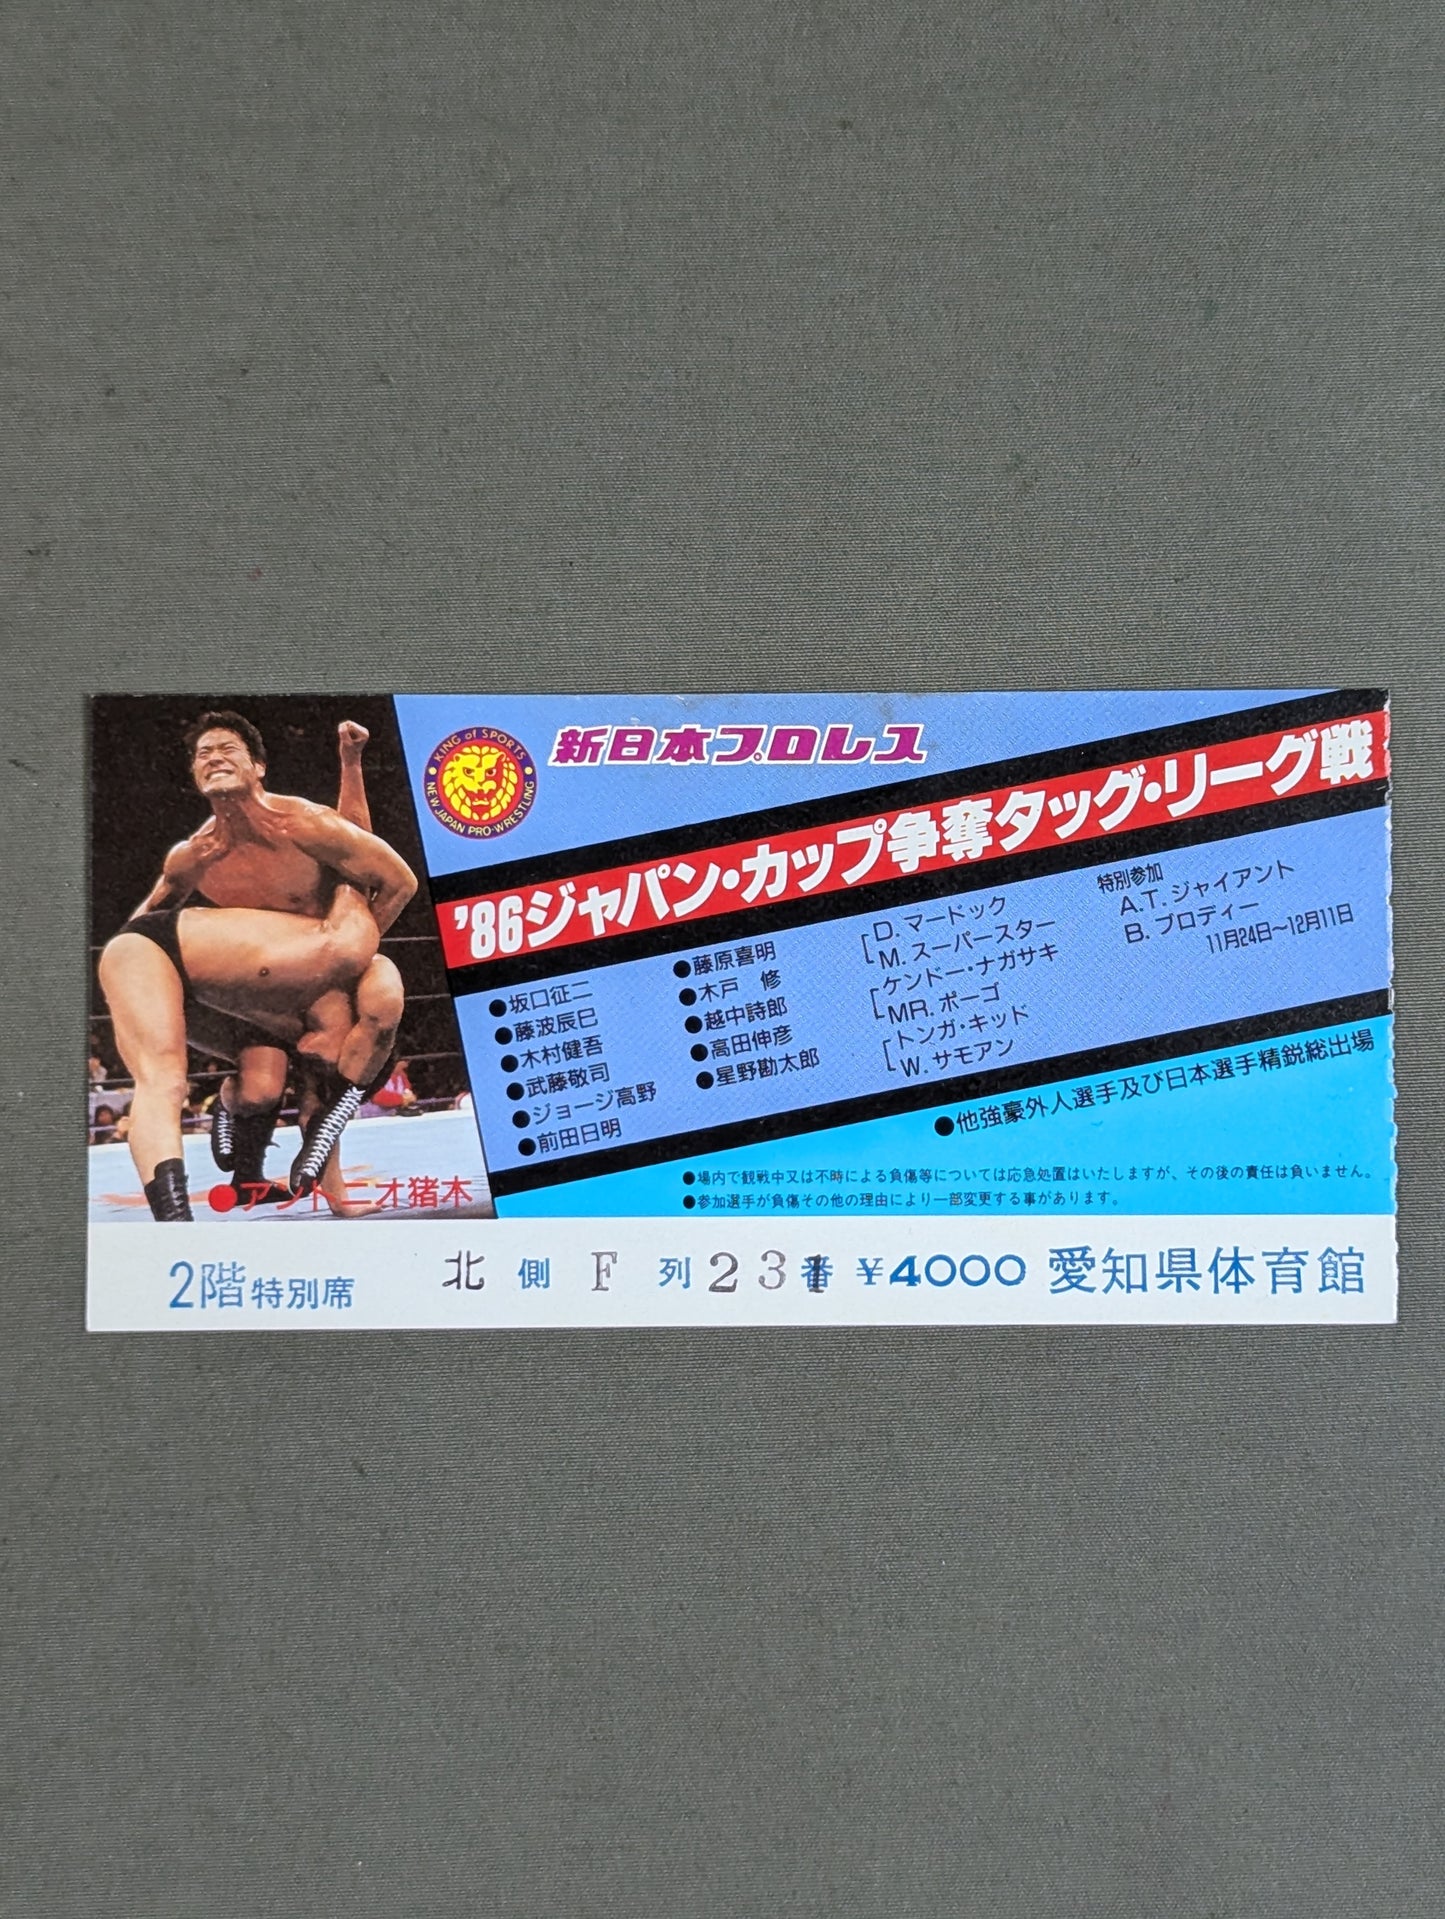 KING of SPORTS
NEW JAPAN PRO-WRESTLING
新日本プロレス
'86ジャパン・カップ争奪タッグ・リーグ戦
●坂口征二
●藤波辰巳
●木村健吾
●武藤敬司
●ジョージ高野
●前田日明
●藤原喜明
●木戸 修
●越中詩郎
●高田伸彦
●星野勘太郎
D. マードック
M. スーパースター
ケンドー・ナガサキ
MR. ポーゴ
トンガ・キッド
W. サモアン
特別参加
A.T. ジャイアント
B. ブロディー
11月24日〜12月11日
●他強豪外人選手及び日本選手精鋭総出場
●場内で観戦中又は不時による負傷等については応急処置はいたしますが、その後の責任は負いません。
●参加選手が負傷その他の理由により一部変更する事があります。
●アントニオ猪木
2階特別席 北 側 F 列 231番 ¥4000 愛知県体育館